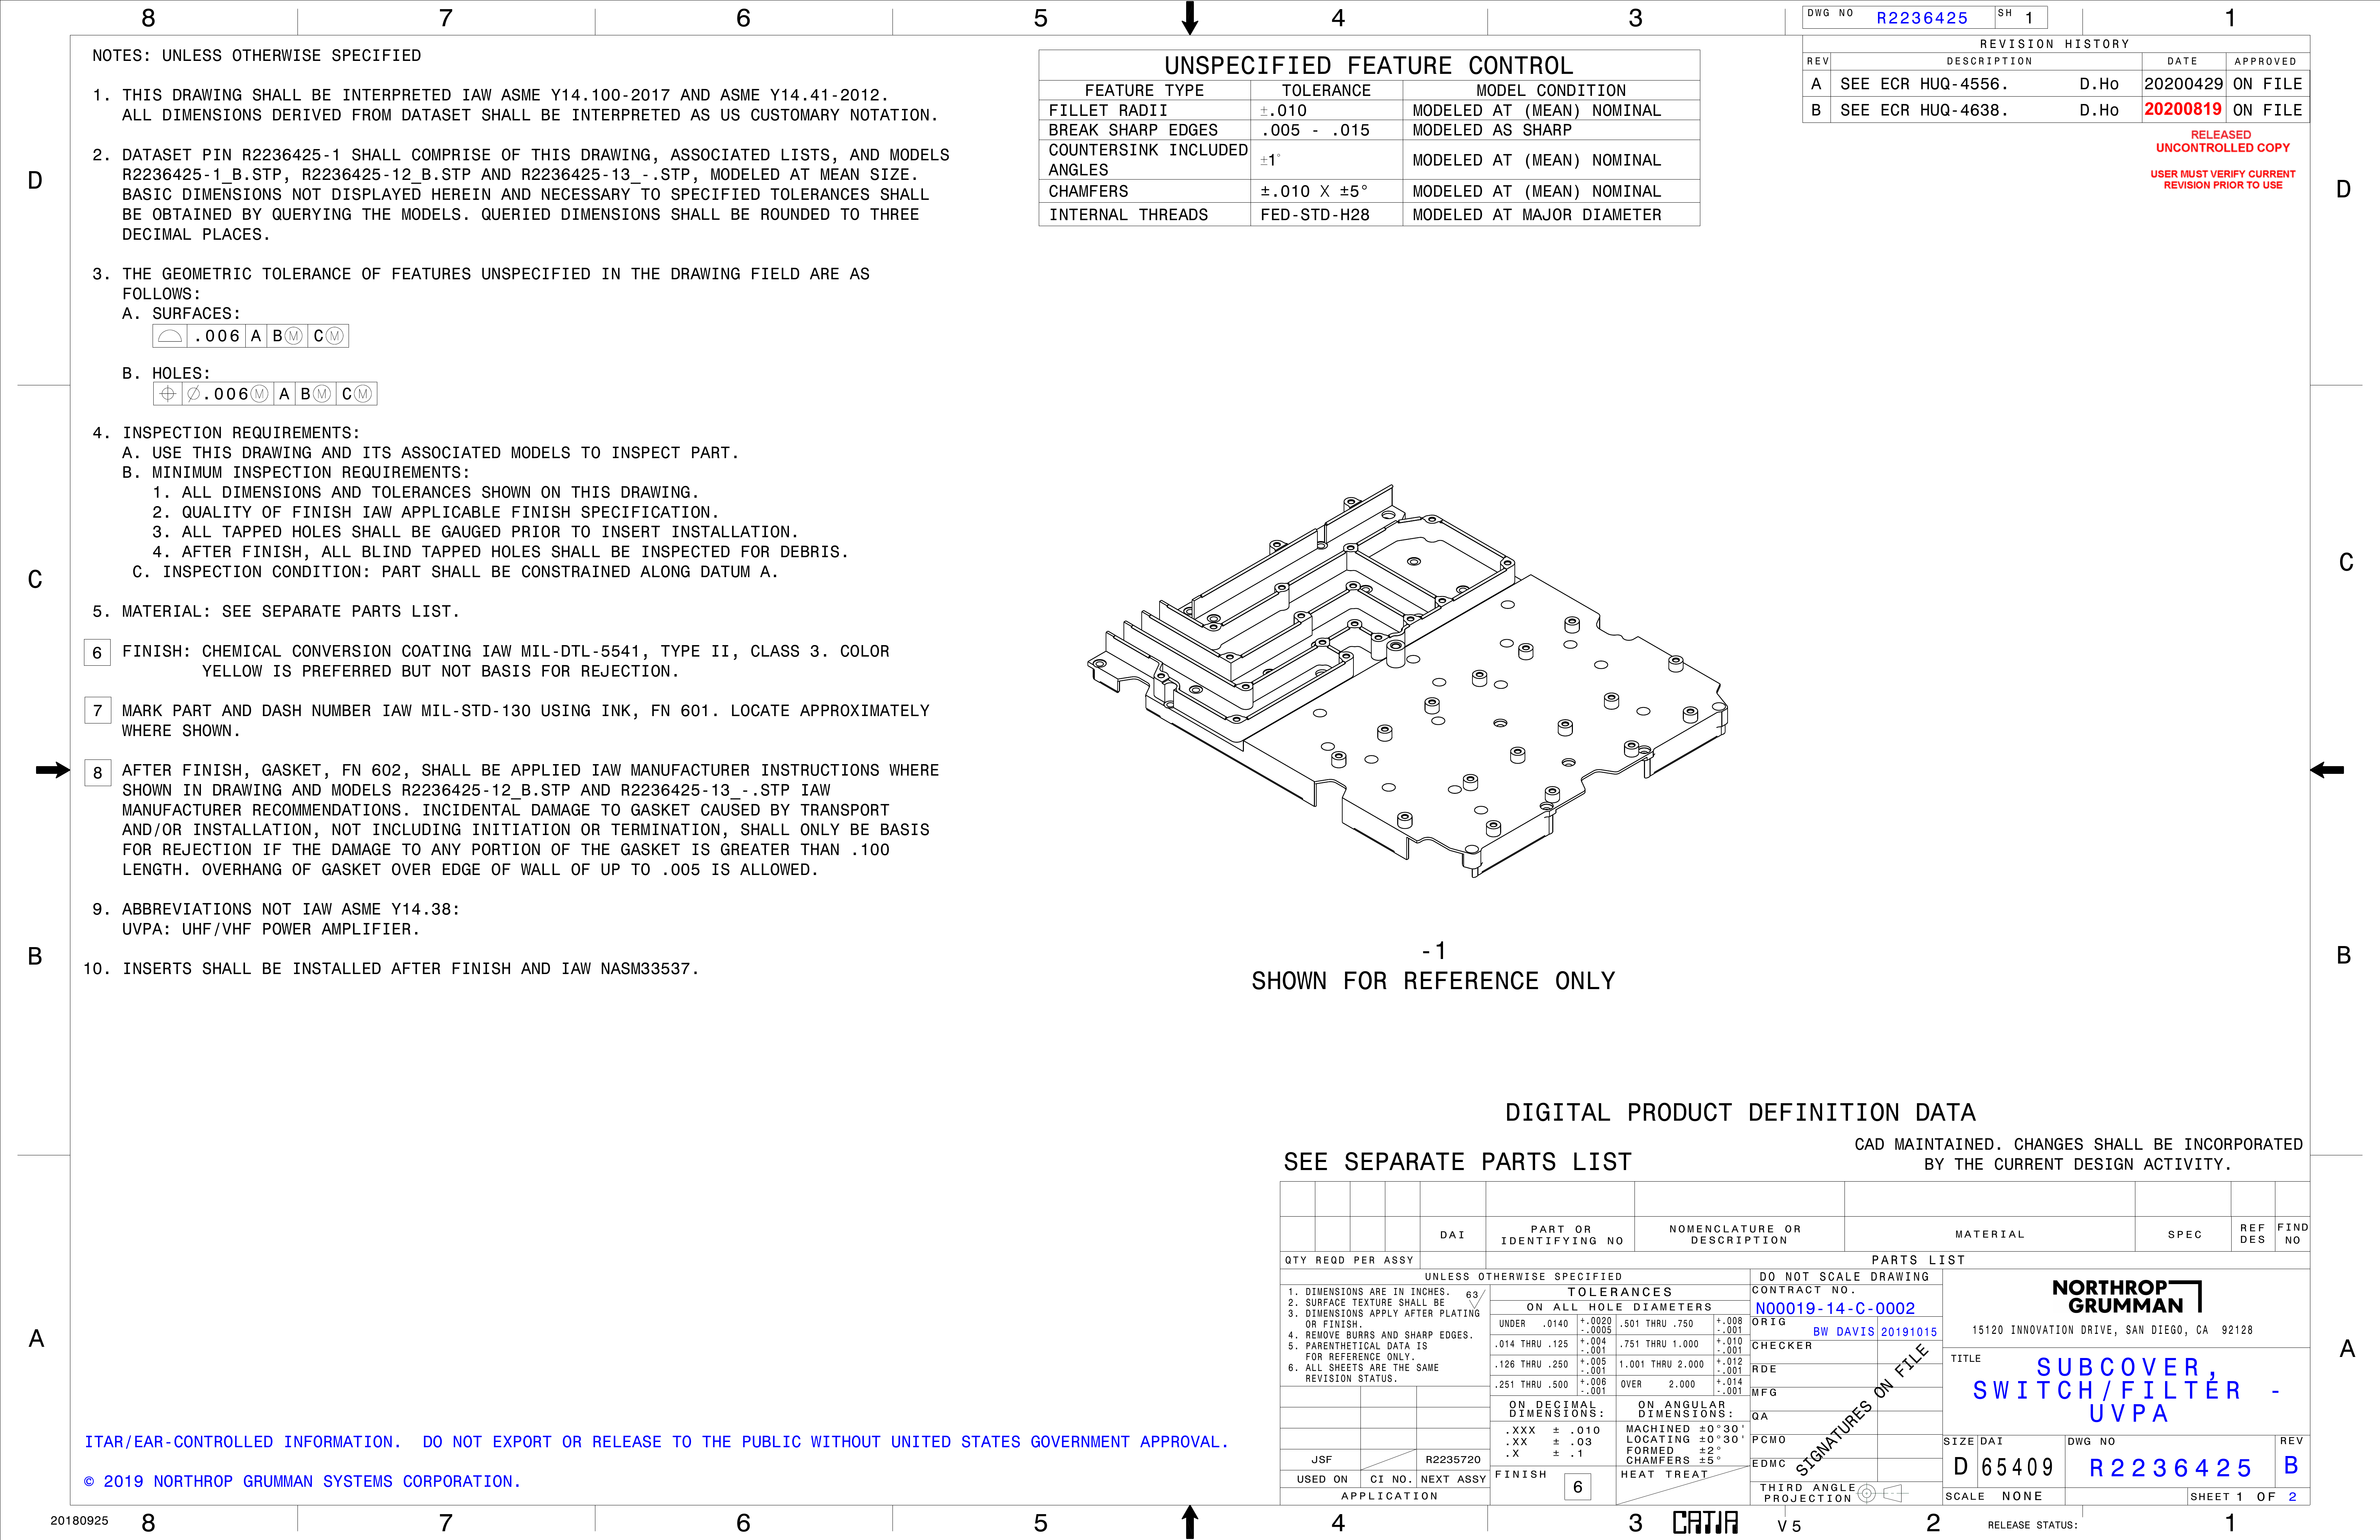 8 7 6 5 4 3 1
DWG NO R2236425 SH 1
NOTES: UNLESS OTHERWISE SPECIFIED
1. THIS DRAWING SHALL BE INTERPRETED IAW ASME Y14.100-2017 AND ASME Y14.41-2012.
ALL DIMENSIONS DERIVED FROM DATASET SHALL BE INTERPRETED AS US CUSTOMARY NOTATION.
2. DATASET PIN R2236425-1 SHALL COMPRISE OF THIS DRAWING, ASSOCIATED LISTS, AND MODELS
R2236425-1_B.STP, R2236425-12_B.STP AND R2236425-13_-.STP, MODELED AT MEAN SIZE.
BASIC DIMENSIONS NOT DISPLAYED HEREIN AND NECESSARY TO SPECIFIED TOLERANCES SHALL
BE OBTAINED BY QUERYING THE MODELS. QUERIED DIMENSIONS SHALL BE ROUNDED TO THREE
DECIMAL PLACES.
3. THE GEOMETRIC TOLERANCE OF FEATURES UNSPECIFIED IN THE DRAWING FIELD ARE AS
FOLLOWS:
A. SURFACES:
⌓ .006 A BⓂ CⓂ
B. HOLES:
⌖ ∅.006Ⓜ A BⓂ CⓂ
4. INSPECTION REQUIREMENTS:
A. USE THIS DRAWING AND ITS ASSOCIATED MODELS TO INSPECT PART.
B. MINIMUM INSPECTION REQUIREMENTS:
1. ALL DIMENSIONS AND TOLERANCES SHOWN ON THIS DRAWING.
2. QUALITY OF FINISH IAW APPLICABLE FINISH SPECIFICATION.
3. ALL TAPPED HOLES SHALL BE GAUGED PRIOR TO INSERT INSTALLATION.
4. AFTER FINISH, ALL BLIND TAPPED HOLES SHALL BE INSPECTED FOR DEBRIS.
C. INSPECTION CONDITION: PART SHALL BE CONSTRAINED ALONG DATUM A.
5. MATERIAL: SEE SEPARATE PARTS LIST.
6 FINISH: CHEMICAL CONVERSION COATING IAW MIL-DTL-5541, TYPE II, CLASS 3. COLOR
YELLOW IS PREFERRED BUT NOT BASIS FOR REJECTION.
7 MARK PART AND DASH NUMBER IAW MIL-STD-130 USING INK, FN 601. LOCATE APPROXIMATELY
WHERE SHOWN.
8 AFTER FINISH, GASKET, FN 602, SHALL BE APPLIED IAW MANUFACTURER INSTRUCTIONS WHERE
SHOWN IN DRAWING AND MODELS R2236425-12_B.STP AND R2236425-13_-.STP IAW
MANUFACTURER RECOMMENDATIONS. INCIDENTAL DAMAGE TO GASKET CAUSED BY TRANSPORT
AND/OR INSTALLATION, NOT INCLUDING INITIATION OR TERMINATION, SHALL ONLY BE BASIS
FOR REJECTION IF THE DAMAGE TO ANY PORTION OF THE GASKET IS GREATER THAN .100
LENGTH. OVERHANG OF GASKET OVER EDGE OF WALL OF UP TO .005 IS ALLOWED.
9. ABBREVIATIONS NOT IAW ASME Y14.38:
UVPA: UHF/VHF POWER AMPLIFIER.
10. INSERTS SHALL BE INSTALLED AFTER FINISH AND IAW NASM33537.
UNSPECIFIED FEATURE CONTROL
FEATURE TYPE TOLERANCE MODEL CONDITION
FILLET RADII ±.010 MODELED AT (MEAN) NOMINAL
BREAK SHARP EDGES .005 - .015 MODELED AS SHARP
COUNTERSINK INCLUDED
ANGLES ±1° MODELED AT (MEAN) NOMINAL
CHAMFERS ±.010 X ±5° MODELED AT (MEAN) NOMINAL
INTERNAL THREADS FED-STD-H28 MODELED AT MAJOR DIAMETER
REVISION HISTORY
REV DESCRIPTION DATE APPROVED
A SEE ECR HUQ-4556. D.Ho 20200429 ON FILE
B SEE ECR HUQ-4638. D.Ho 20200819 ON FILE
RELEASED
UNCONTROLLED COPY
USER MUST VERIFY CURRENT
REVISION PRIOR TO USE
D D
C C
B B
A A
-1
SHOWN FOR REFERENCE ONLY
DIGITAL PRODUCT DEFINITION DATA
SEE SEPARATE PARTS LIST
CAD MAINTAINED. CHANGES SHALL BE INCORPORATED
BY THE CURRENT DESIGN ACTIVITY.
DAI PART OR IDENTIFYING NO NOMENCLATURE OR DESCRIPTION MATERIAL SPEC REF DES FIND NO
QTY REQD PER ASSY PARTS LIST
UNLESS OTHERWISE SPECIFIED
1. DIMENSIONS ARE IN INCHES. 63
2. SURFACE TEXTURE SHALL BE
3. DIMENSIONS APPLY AFTER PLATING
OR FINISH.
4. REMOVE BURRS AND SHARP EDGES.
5. PARENTHETICAL DATA IS
FOR REFERENCE ONLY.
6. ALL SHEETS ARE THE SAME
REVISION STATUS.
TOLERANCES
ON ALL HOLE DIAMETERS
UNDER .0140 +.0020 -.0005 .501 THRU .750 +.008 -.001
.014 THRU .125 +.004 -.001 .751 THRU 1.000 +.010 -.001
.126 THRU .250 +.005 -.001 1.001 THRU 2.000 +.012 -.001
.251 THRU .500 +.006 -.001 OVER 2.000 +.014 -.001
ON DECIMAL DIMENSIONS:
.XXX ± .010
.XX ± .03
.X ± .1
ON ANGULAR DIMENSIONS:
MACHINED ±0°30'
LOCATING ±0°30'
FORMED ±2°
CHAMFERS ±5°
FINISH 6 HEAT TREAT
JSF R2235720
USED ON CI NO. NEXT ASSY
APPLICATION
DO NOT SCALE DRAWING
CONTRACT NO.
N00019-14-C-0002
ORIG BW DAVIS 20191015
CHECKER
RDE
MFG
QA
PCMO
EDMC
SIGNATURES ON FILE
THIRD ANGLE
PROJECTION
NORTHROP
GRUMMAN
15120 INNOVATION DRIVE, SAN DIEGO, CA 92128
TITLE
SUBCOVER,
SWITCH/FILTER -
UVPA
SIZE DAI DWG NO REV
D 65409 R2236425 B
SCALE NONE SHEET 1 OF 2
ITAR/EAR-CONTROLLED INFORMATION. DO NOT EXPORT OR RELEASE TO THE PUBLIC WITHOUT UNITED STATES GOVERNMENT APPROVAL.
© 2019 NORTHROP GRUMMAN SYSTEMS CORPORATION.
20180925 8 7 6 5 4 3 CATIA V5 2 RELEASE STATUS: 1